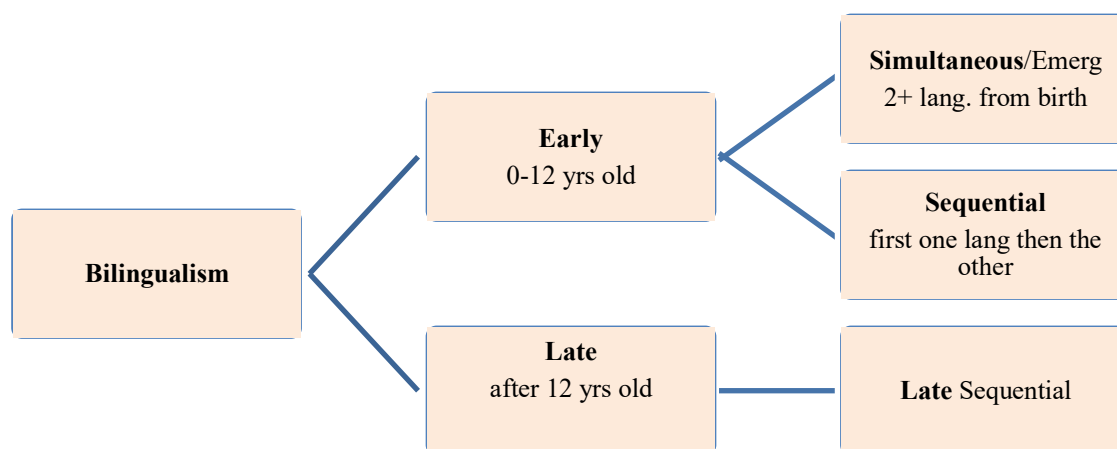 Bilingualism
Early
0-12 yrs old
Late
after 12 yrs old
Simultaneous/Emerg
2+ lang. from birth
Sequential
first one lang then the
other
Late Sequential